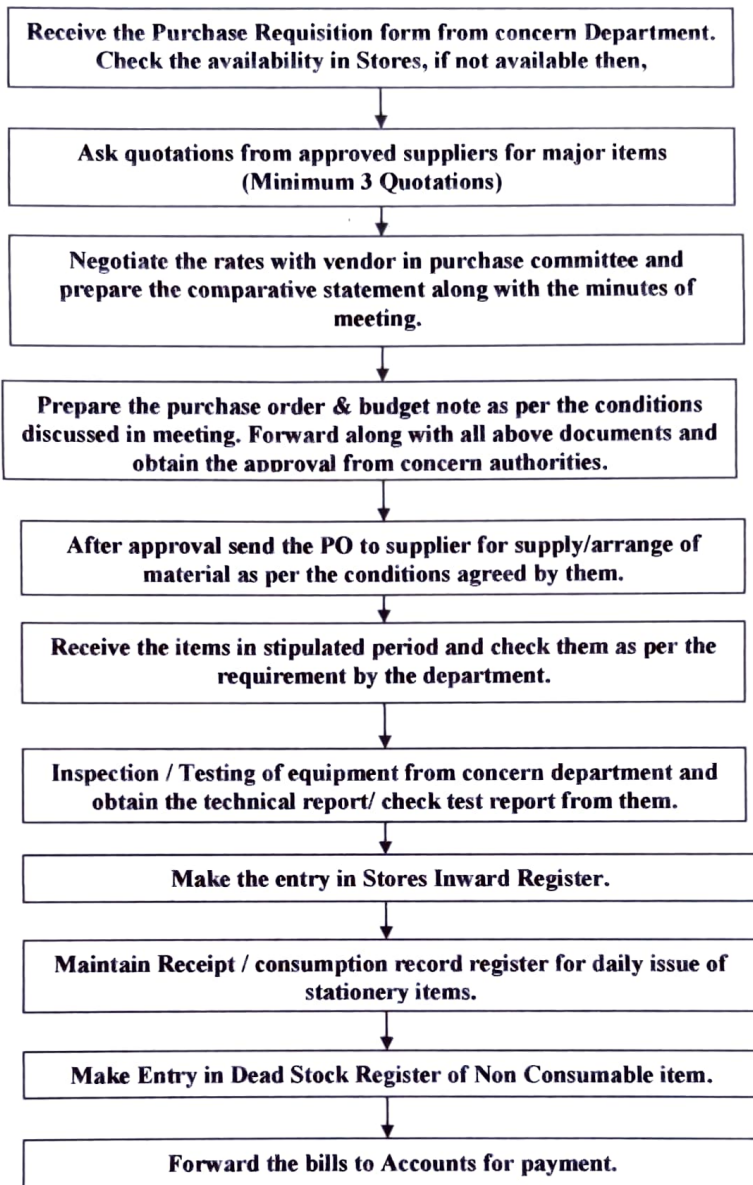 Receive the Purchase Requisition form from concern Department.
Check the availability in Stores, if not available then,
Ask quotations from approved suppliers for major items
(Minimum 3 Quotations)
Negotiate the rates with vendor in purchase committee and
prepare the comparative statement along with the minutes of
meeting.
Prepare the purchase order & budget note as per the conditions
discussed in meeting. Forward along with all above documents and
obtain the approval from concern authorities.
After approval send the PO to supplier for supply/arrange of
material as per the conditions agreed by them.
Receive the items in stipulated period and check them as per the
requirement by the department.
Inspection / Testing of equipment from concern department and
obtain the technical report/ check test report from them.
Make the entry in Stores Inward Register.
Maintain Receipt / consumption record register for daily issue of
stationery items.
Make Entry in Dead Stock Register of Non Consumable item.
Forward the bills to Accounts for payment.